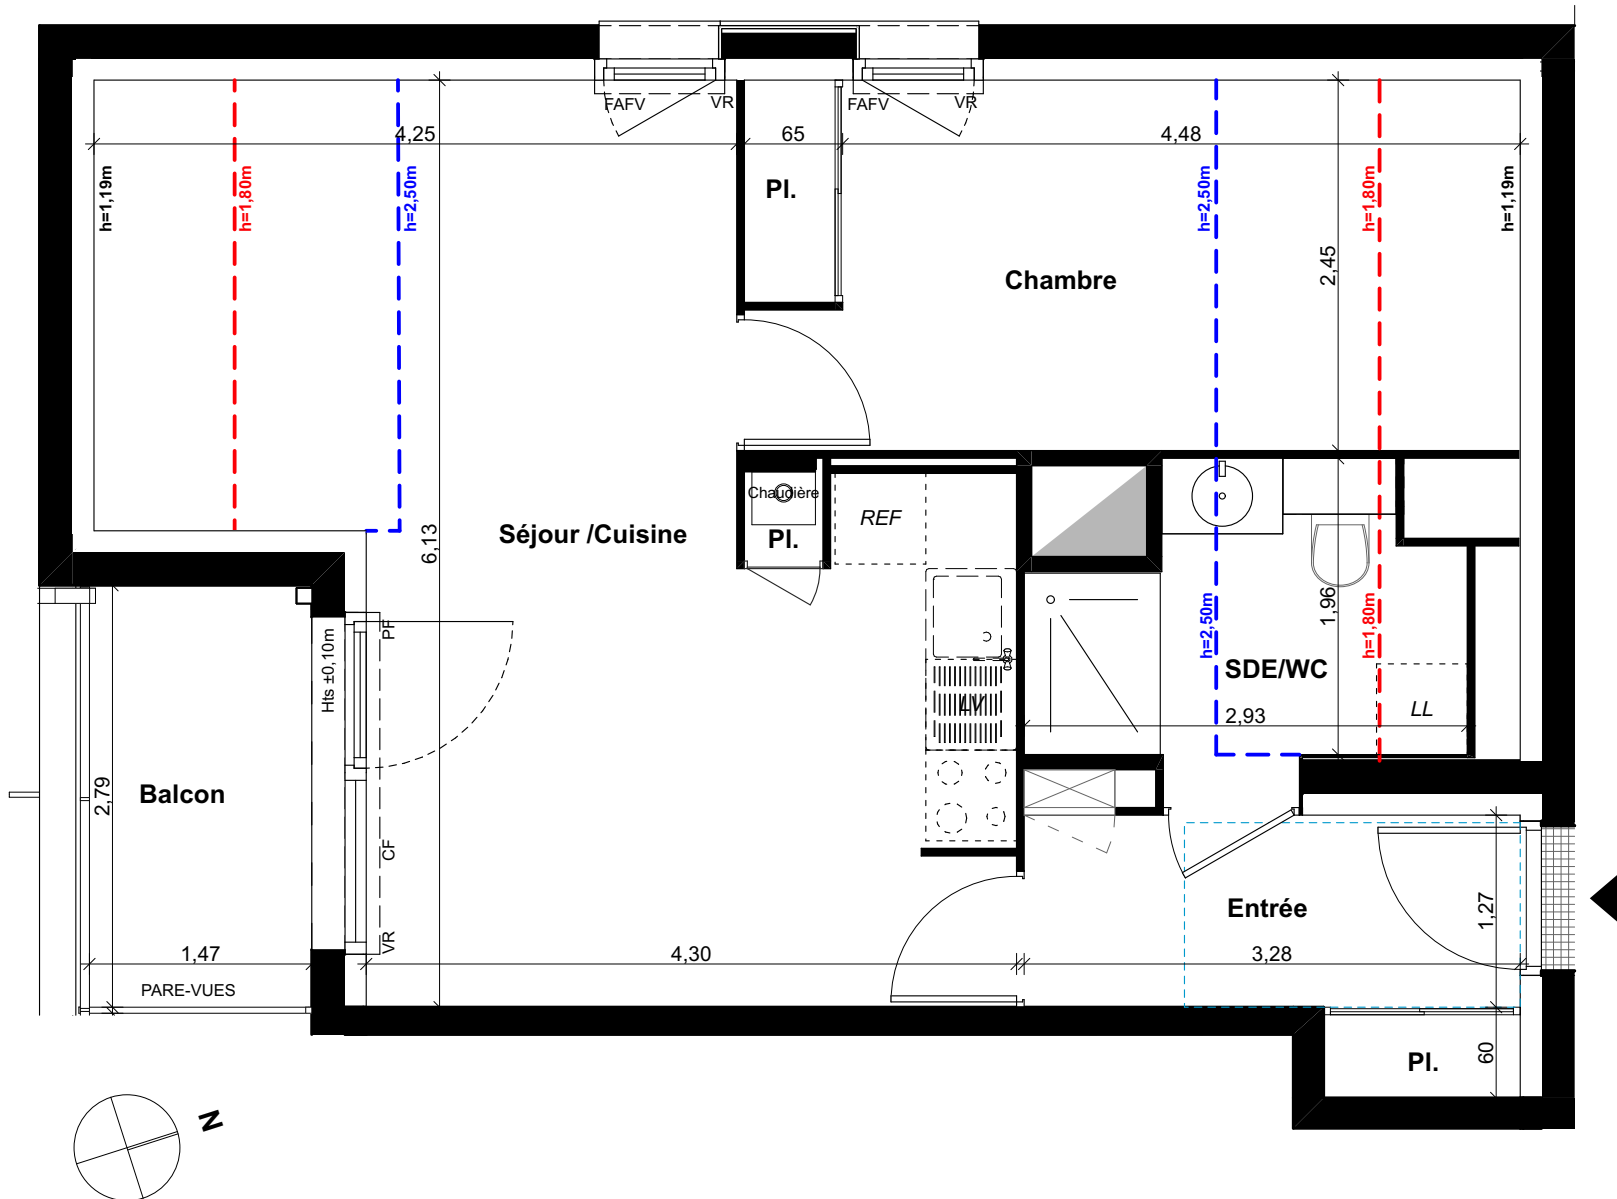 FAFV
VR
FAFV
VR
4,25
65
4,48
h=1,19m
h=1,80m
h=2,50m
Pl.
h=2,50m
h=1,80m
h=1,19m
Chambre
2,45
Chaudière
Pl.
REF
Séjour /Cuisine
6,13
1,96
h=2,50m
h=1,80m
SDE/WC
LV
LL
2,93
Hts ±0,10m
PF
Balcon
2,79
CF
VR
Entrée
1,27
1,47
4,30
3,28
PARE-VUES
60
Pl.
N